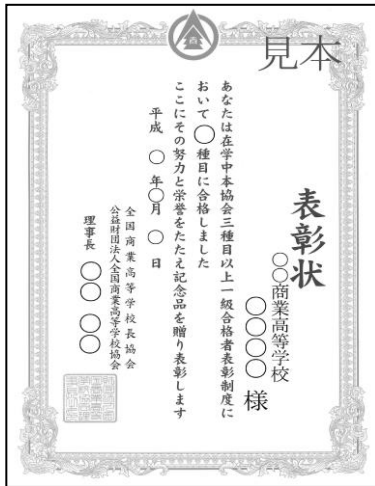 見本
表彰状
○○商業高等学校
○○○○様
あなたは在学中本協会三種目以上一級合格者表彰制度に
おいて○種目に合格しました
ここにその努力と栄誉をたたえ記念品を贈り表彰します
平成○年○月○日
全国商業高等学校長協会
公益財団法人全国商業高等学校協会
理事長○○○○